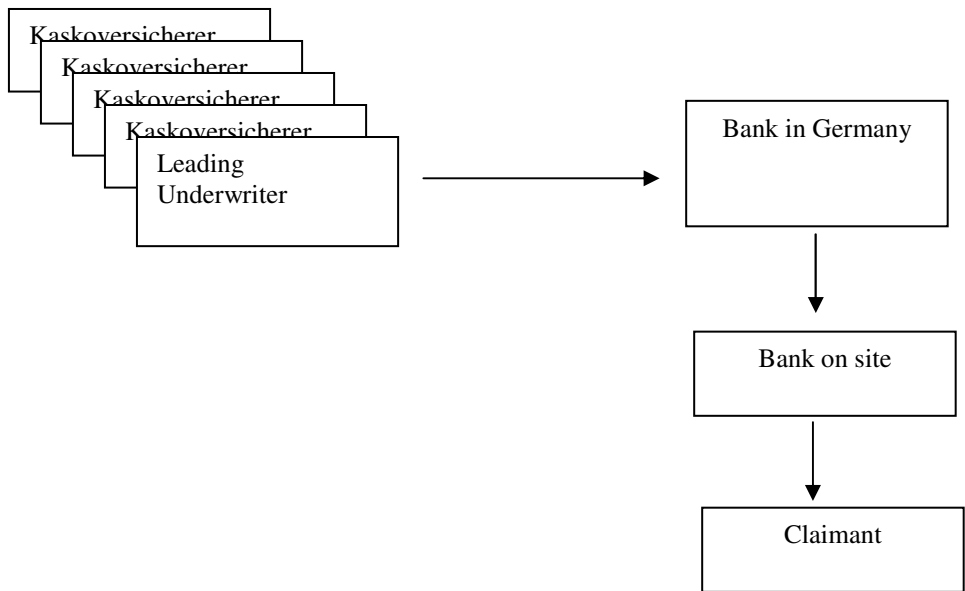 Kaskoversicherer
Kaskoversicherer
Kaskoversicherer
Kaskoversicherer
Leading
Underwriter
Bank in Germany
Bank on site
Claimant